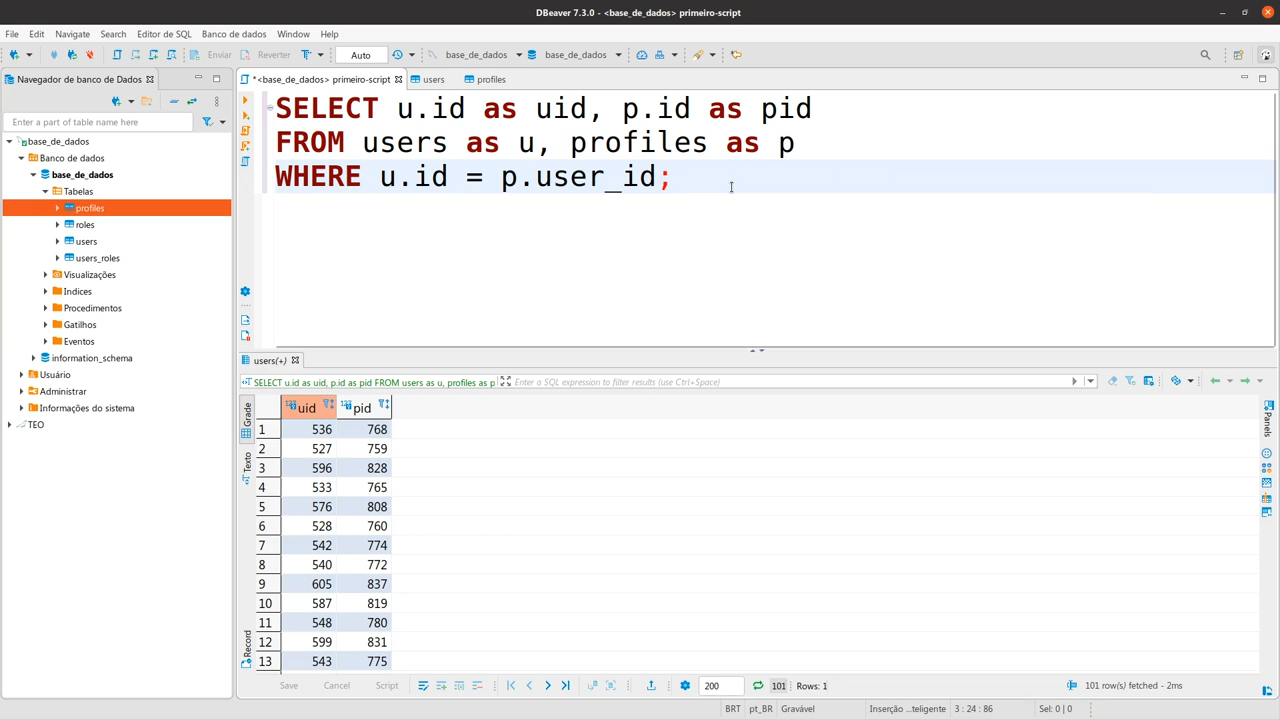 DBeaver 7.3.0 - <base_de_dados> primeiro-script
File Edit Navigate Search Editor de SQL Banco de dados Window Help
Enviar Reverter Auto base_de_dados base_de_dados
Navegador de banco de Dados
*<base_de_dados> primeiro-script users profiles
Enter a part of table name here
base_de_dados
Banco de dados
base_de_dados
Tabelas
profiles
roles
users
users_roles
Visualizações
Indices
Procedimentos
Gatilhos
Eventos
information_schema
Usuário
Administrar
Informações do sistema
TEO
SELECT u.id as uid, p.id as pid
FROM users as u, profiles as p
WHERE u.id = p.user_id;
users(+)
SELECT u.id as uid, p.id as pid FROM users as u, profiles as p Enter a SQL expression to filter results (use Ctrl+Space)
Grade
Texto
Record
Panels
123 uid 123 pid
1 536 768
2 527 759
3 596 828
4 533 765
5 576 808
6 528 760
7 542 774
8 540 772
9 605 837
10 587 819
11 548 780
12 599 831
13 543 775
Save Cancel Script 200 101 Rows: 1 101 row(s) fetched - 2ms
BRT pt_BR Gravável Inserção ...teligente 3 : 24 : 86 Sel: 0 | 0